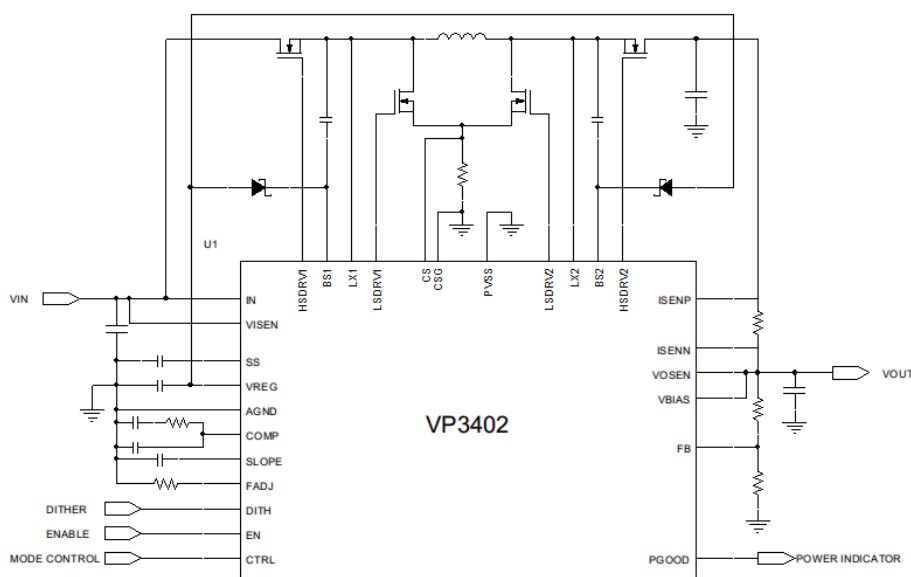 U1
HSDRV1
BS1
LX1
LSDRV1
CS
CSG
PVSS
LSDRV2
LX2
BS2
HSDRV2
VIN
IN
VISEN
SS
VREG
AGND
COMP
SLOPE
FADJ
DITHER
DITH
ENABLE
EN
MODE CONTROL
CTRL
VP3402
ISENP
ISENN
VOSEN
VOUT
VBIAS
FB
PGOOD
POWER INDICATOR